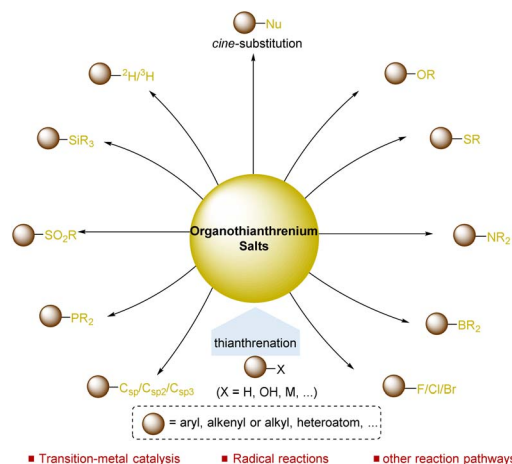 Nu
cine-substitution
²H/³H
OR
SiR₃
SR
Organothianthrenium
Salts
SO₂R
NR₂
PR₂
BR₂
thianthrenation
X
Csp/Csp2/Csp3
(X = H, OH, M, ...)
F/Cl/Br
= aryl, alkenyl or alkyl, heteroatom, ...
Transition-metal catalysis
Radical reactions
other reaction pathways